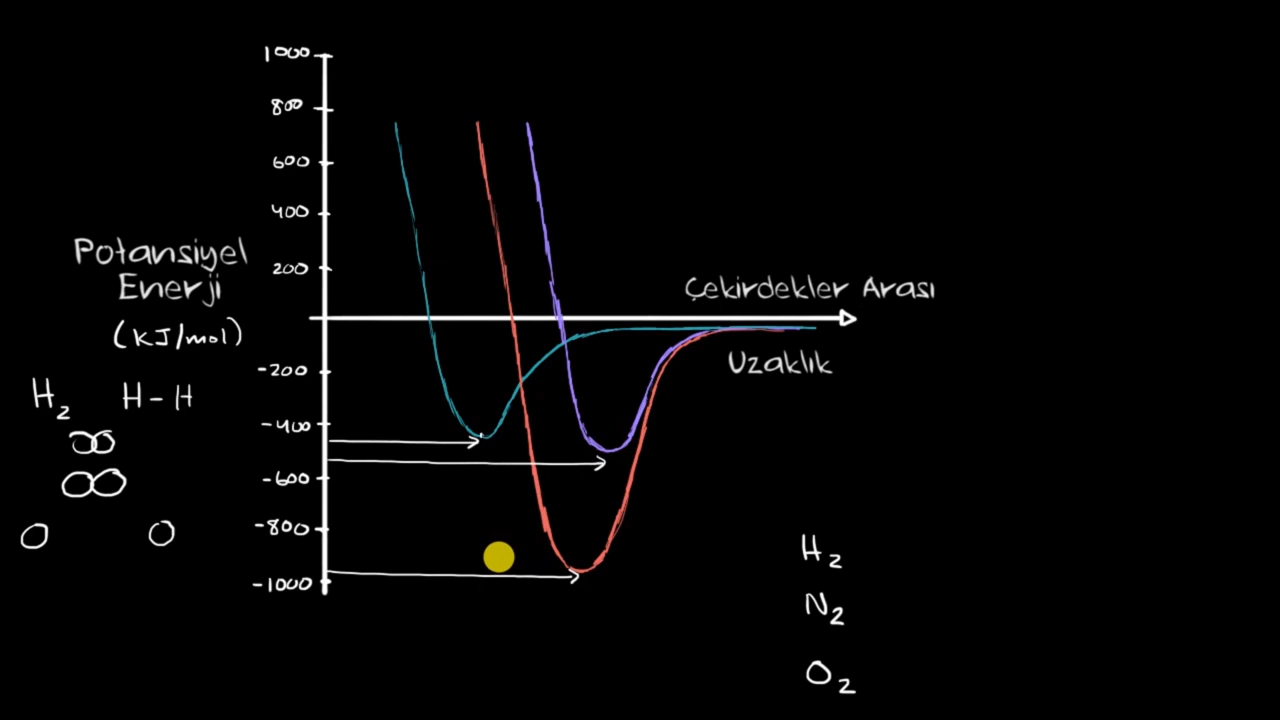 1000
800
600
400
200
-200
-400
-600
-800
-1000
Potansiyel
Enerji
(KJ/mol)
Çekirdekler Arası
Uzaklık
H₂ H-H
H₂
N₂
O₂